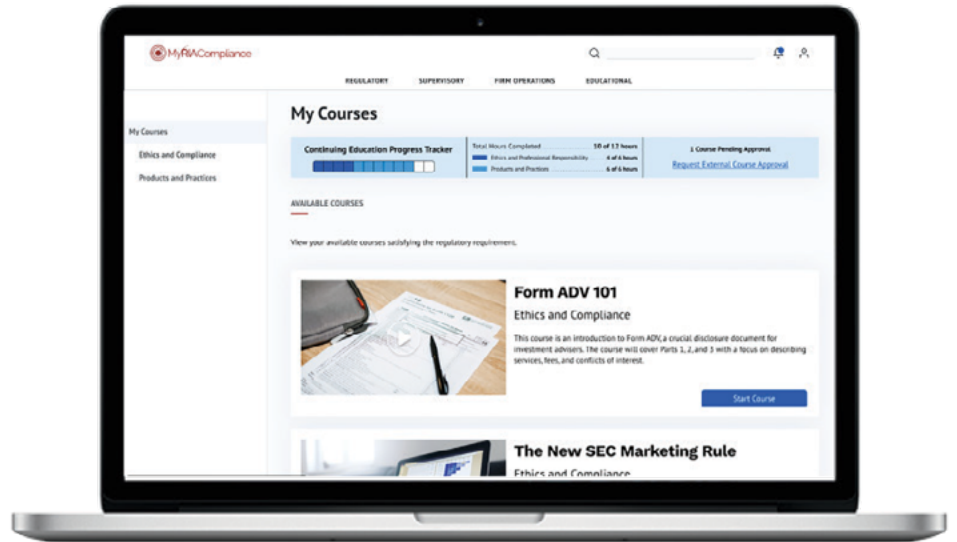 MyRIACompliance
REGULATORY SUPERVISORY FIRM OPERATIONS EDUCATIONAL
My Courses
My Courses
Ethics and Compliance
Products and Practices
Continuing Education Progress Tracker
Total Hours Completed 10 of 12 hours
Ethics and Professional Responsibility 4 of 6 hours
Products and Practices 6 of 6 hours
1 Course Pending Approval
Request External Course Approval
AVAILABLE COURSES
View your available courses satisfying the regulatory requirement.
Form ADV 101
Ethics and Compliance
This course is an introduction to Form ADV, a crucial disclosure document for
investment advisers. The course will cover Parts 1, 2, and 3 with a focus on describing
services, fees, and conflicts of interest.
Start Course
The New SEC Marketing Rule
Ethics and Compliance